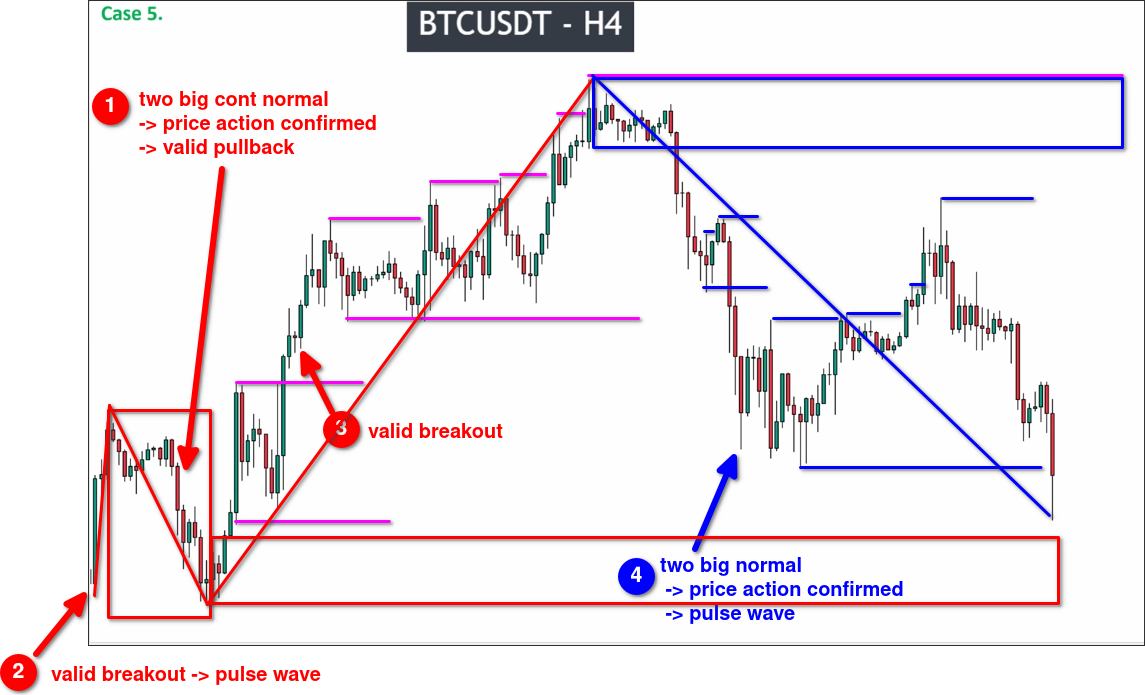 Case 5.
BTCUSDT - H4
1
two big cont normal
-> price action confirmed
-> valid pullback
3
valid breakout
4
two big normal
-> price action confirmed
-> pulse wave
2
valid breakout -> pulse wave